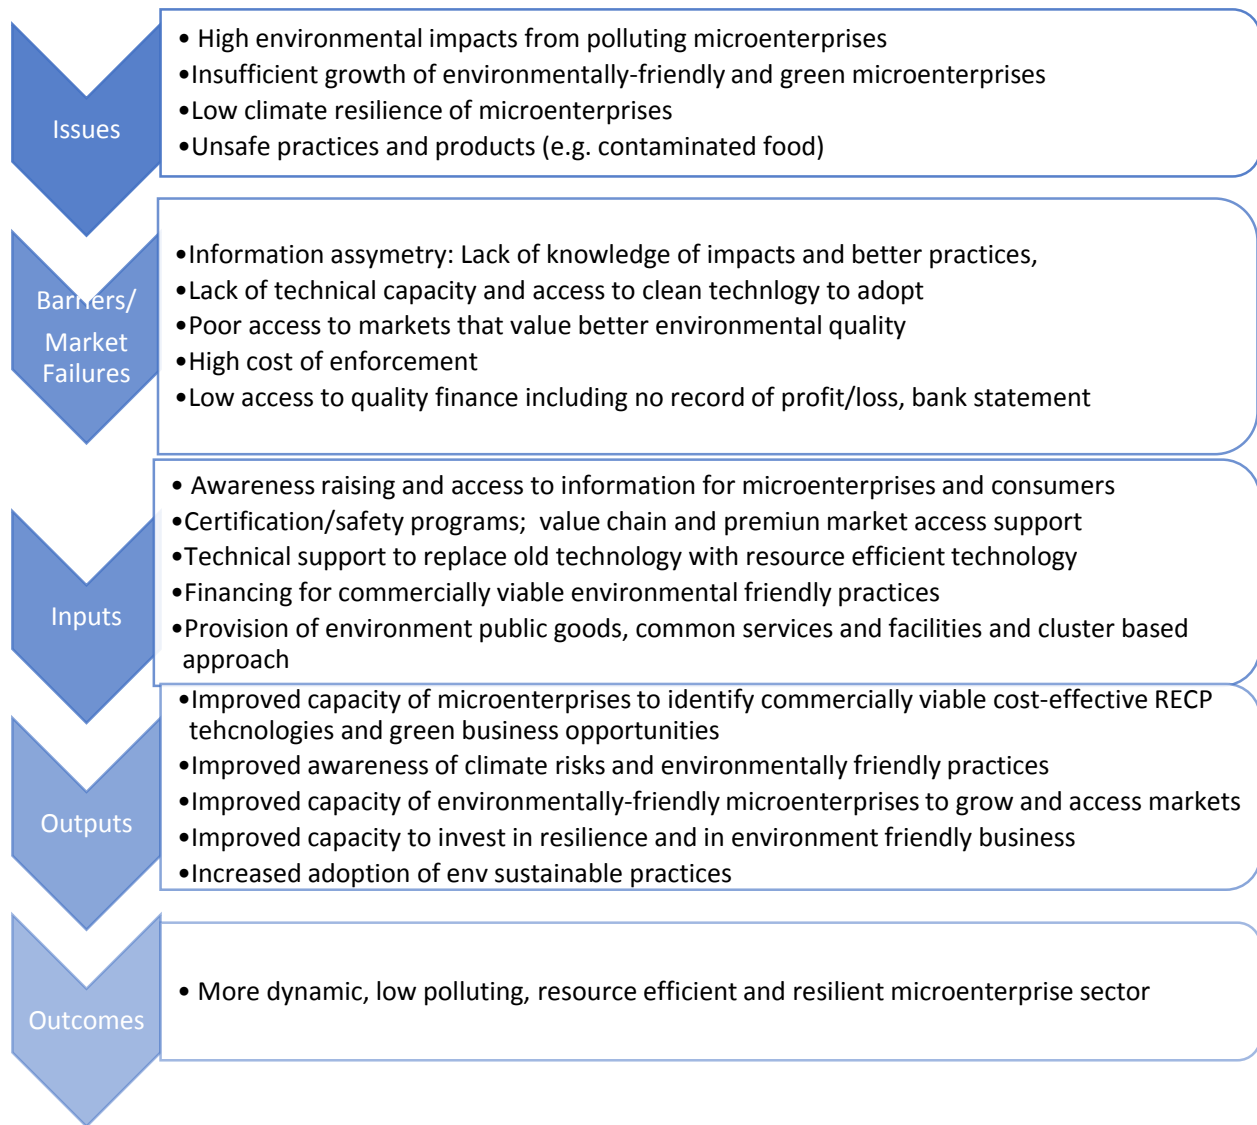 Issues
• High environmental impacts from polluting microenterprises
•Insufficient growth of environmentally-friendly and green microenterprises
•Low climate resilience of microenterprises
•Unsafe practices and products (e.g. contaminated food)
Barriers/
Market
Failures
•Information assymetry: Lack of knowledge of impacts and better practices,
•Lack of technical capacity and access to clean technlogy to adopt
•Poor access to markets that value better environmental quality
•High cost of enforcement
•Low access to quality finance including no record of profit/loss, bank statement
Inputs
• Awareness raising and access to information for microenterprises and consumers
•Certification/safety programs;  value chain and premiun market access support
•Technical support to replace old technology with resource efficient technology
•Financing for commercially viable environmental friendly practices
•Provision of environment public goods, common services and facilities and cluster based
approach
Outputs
•Improved capacity of microenterprises to identify commercially viable cost-effective RECP
tehcnologies and green business opportunities
•Improved awareness of climate risks and environmentally friendly practices
•Improved capacity of environmentally-friendly microenterprises to grow and access markets
•Improved capacity to invest in resilience and in environment friendly business
•Increased adoption of env sustainable practices
Outcomes
• More dynamic, low polluting, resource efficient and resilient microenterprise sector